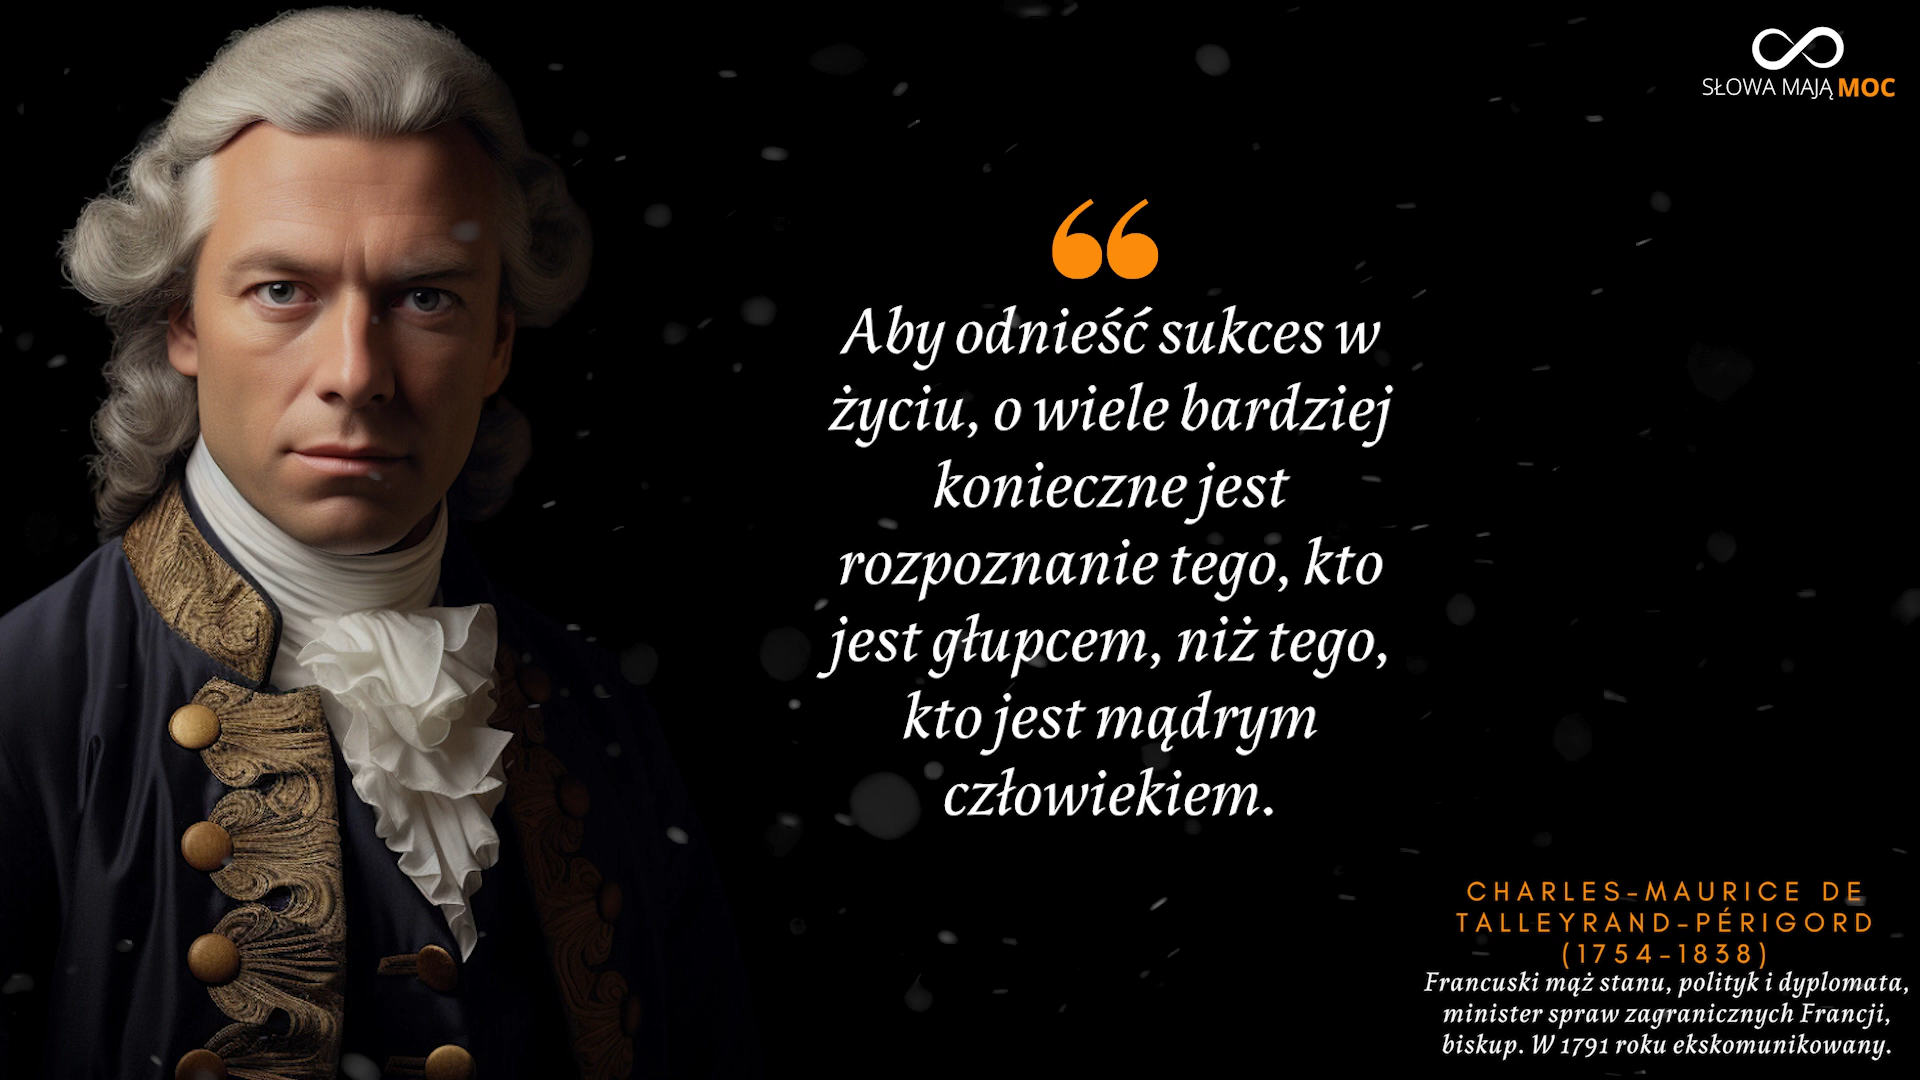 SŁOWA MAJĄ MOC
Aby odnieść sukces w
życiu, o wiele bardziej
konieczne jest
rozpoznanie tego, kto
jest głupcem, niż tego,
kto jest mądrym
człowiekiem.
CHARLES-MAURICE DE
TALLEYRAND-PÉRIGORD
(1754-1838)
Francuski mąż stanu, polityk i dyplomata,
minister spraw zagranicznych Francji,
biskup. W 1791 roku ekskomunikowany.